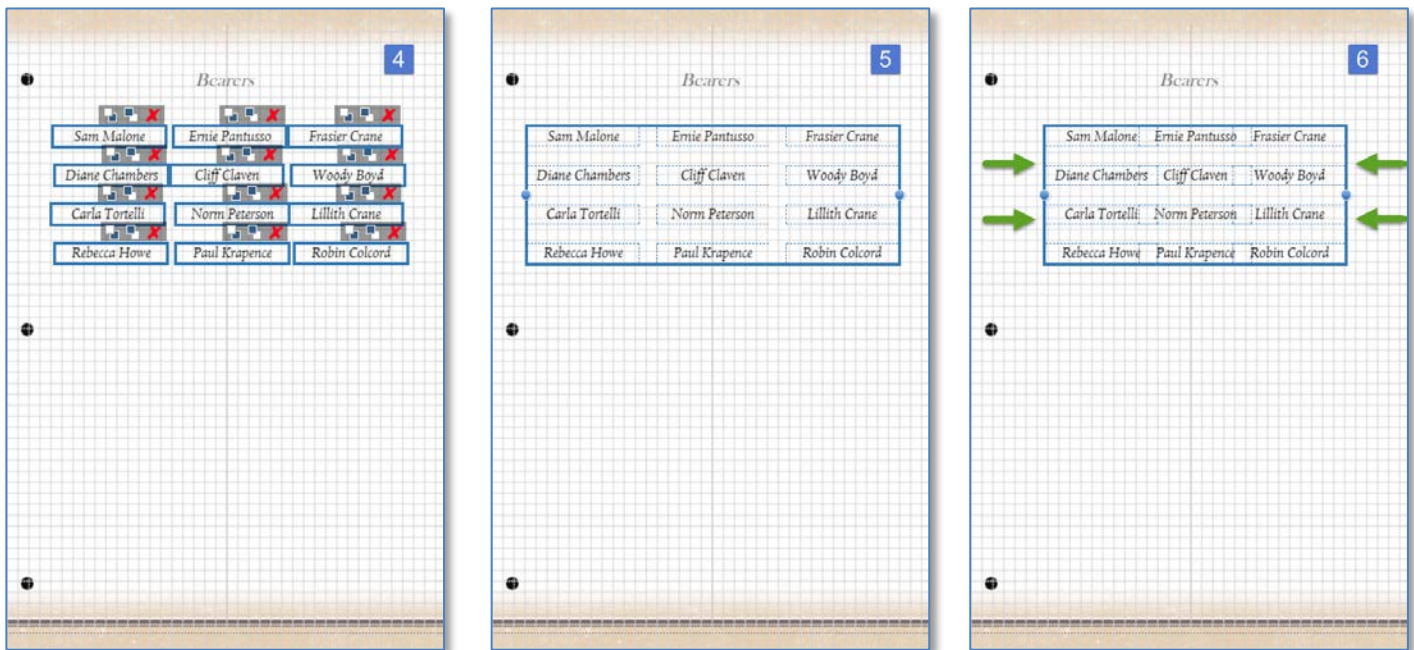 4
Bearers
Sam Malone Ernie Pantusso Frasier Crane
Diane Chambers Cliff Claven Woody Boyd
Carla Tortelli Norm Peterson Lillith Crane
Rebecca Howe Paul Krapence Robin Colcord
5
Bearers
Sam Malone Ernie Pantusso Frasier Crane
Diane Chambers Cliff Claven Woody Boyd
Carla Tortelli Norm Peterson Lillith Crane
Rebecca Howe Paul Krapence Robin Colcord
6
Bearers
Sam Malone Ernie Pantusso Frasier Crane
Diane Chambers Cliff Claven Woody Boyd
Carla Tortelli Norm Peterson Lillith Crane
Rebecca Howe Paul Krapence Robin Colcord